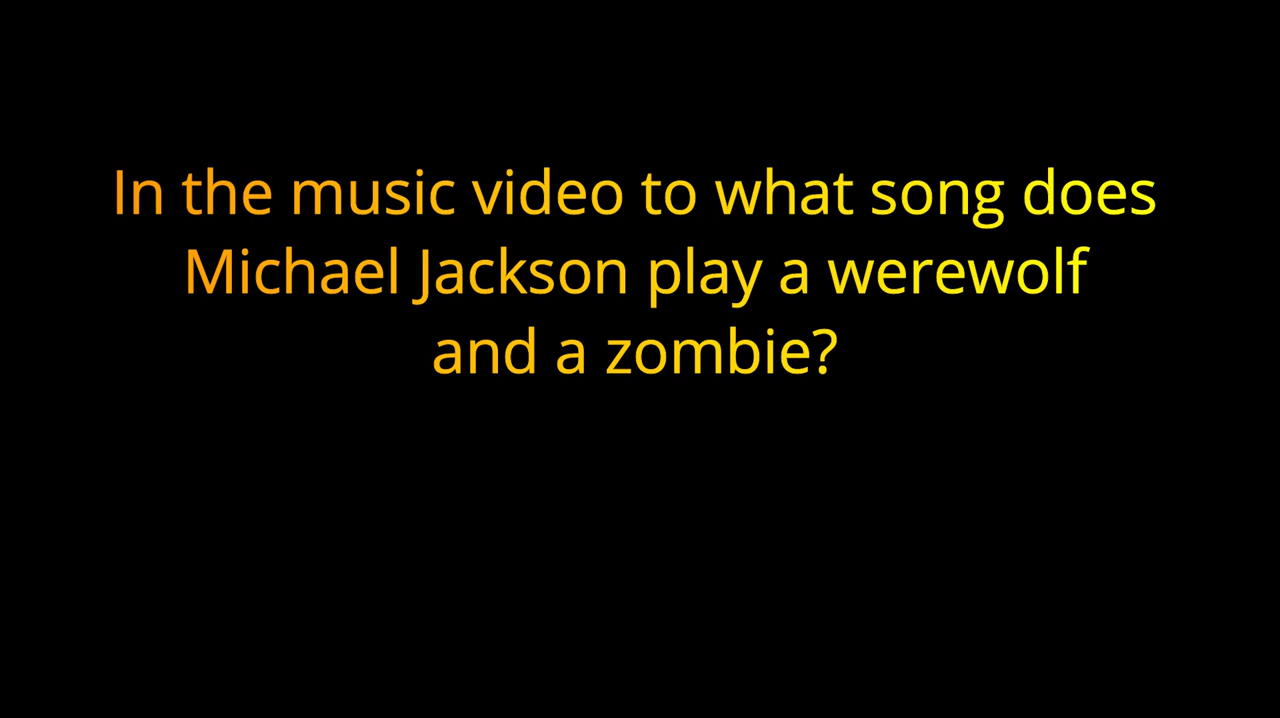 In the music video to what song does
Michael Jackson play a werewolf
and a zombie?